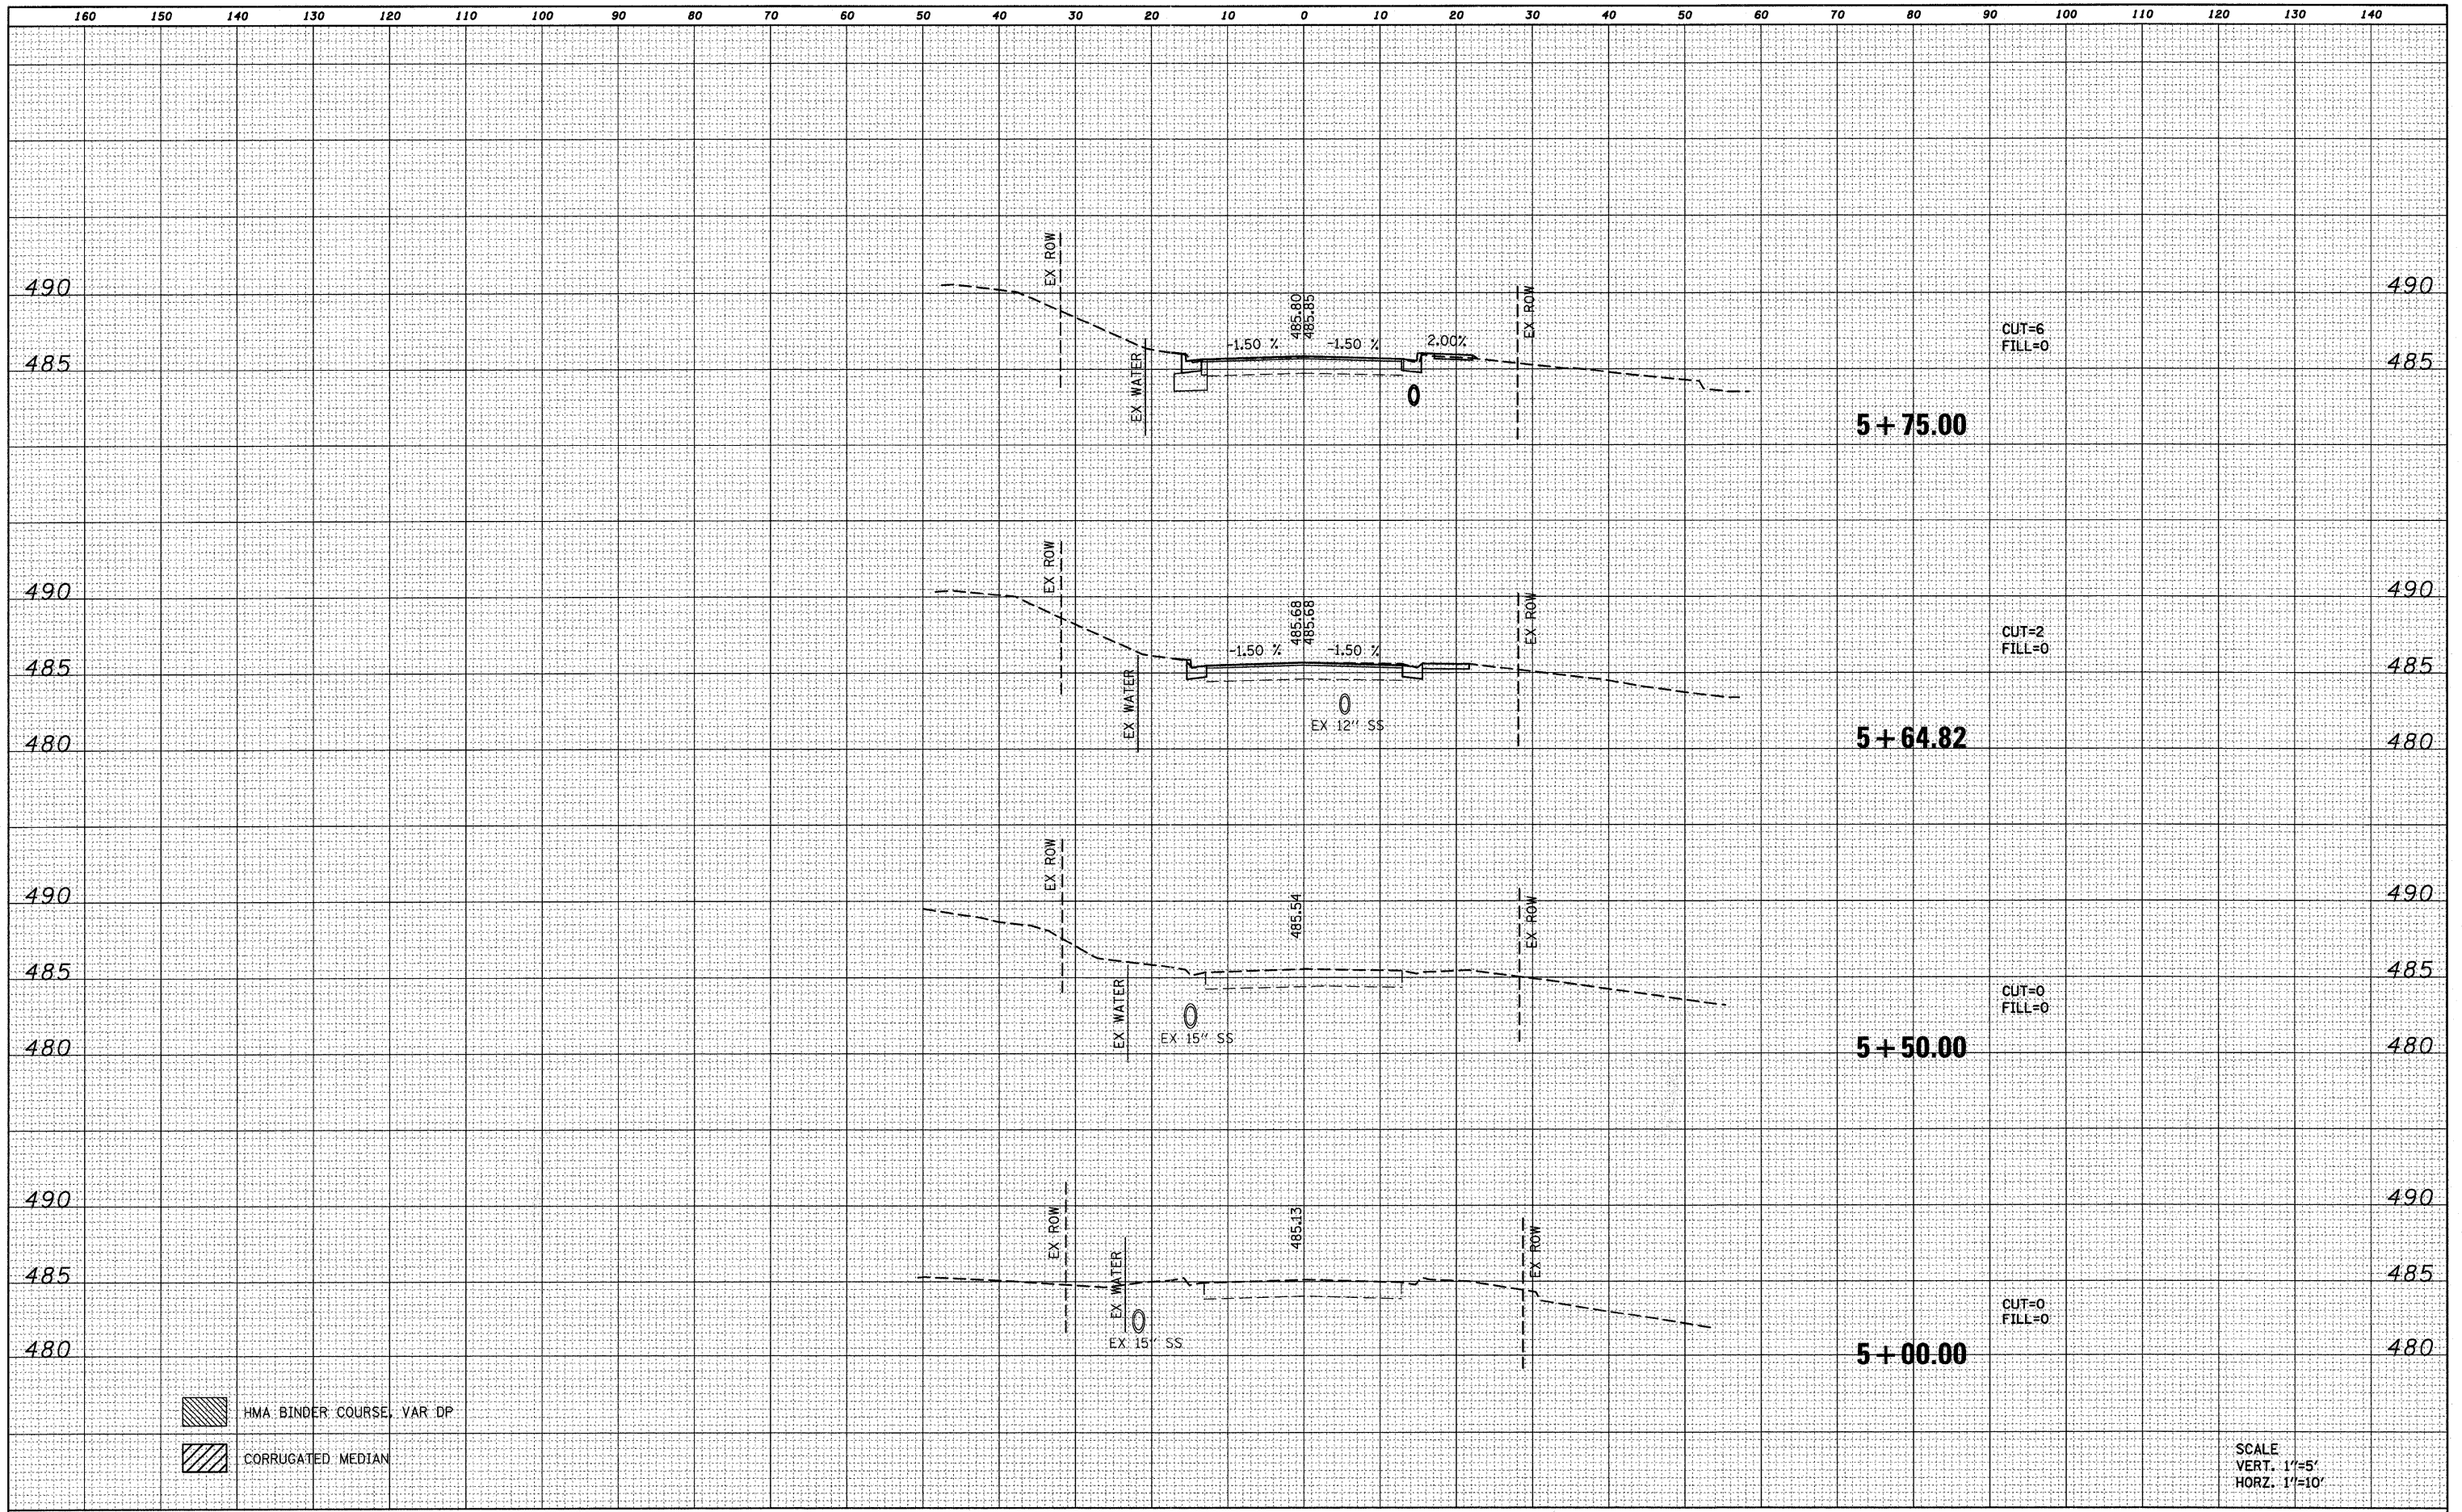 160 150 140 130 120 110 100 90 80 70 60 50 40 30 20 10 0 10 20 30 40 50 60 70 80 90 100 110 120 130 140
EX ROW
490 485.80 485.85 EX ROW 490
-1.50 % -1.50 % 2.00% CUT=6
FILL=0
485 EX WATER 485
5+75.00
EX ROW
490 485.68 485.68 EX ROW 490
-1.50 % -1.50 % CUT=2
FILL=0
485 485
EX WATER
EX 12" SS
480 5+64.82 480
EX ROW
490 485.54 EX ROW 490
485 485
EX WATER CUT=0
FILL=0
EX 15" SS
480 5+50.00 480
490 EX ROW 485.13 EX ROW 490
485 EX WATER 485
CUT=0
FILL=0
EX 15" SS
480 5+00.00 480
HMA BINDER COURSE, VAR DP
CORRUGATED MEDIAN
SCALE
VERT. 1"=5'
HORZ. 1"=10'